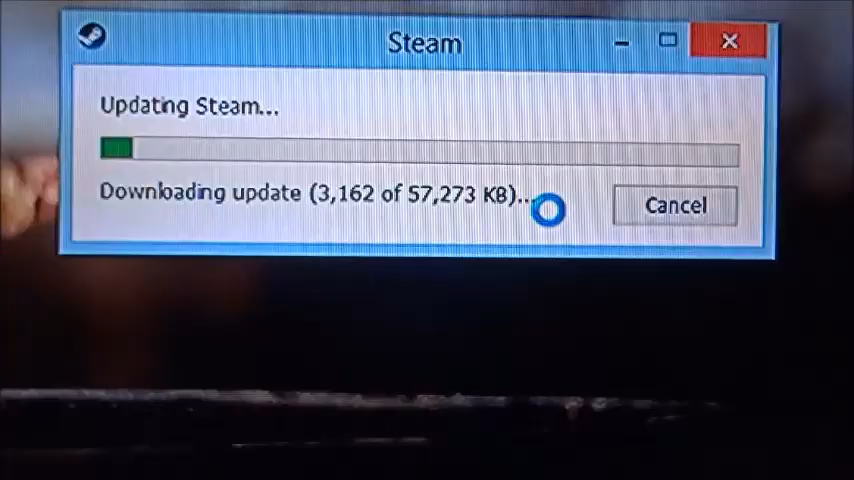 Steam
Updating Steam...
Downloading update (3,162 of 57,273 KB)...
Cancel